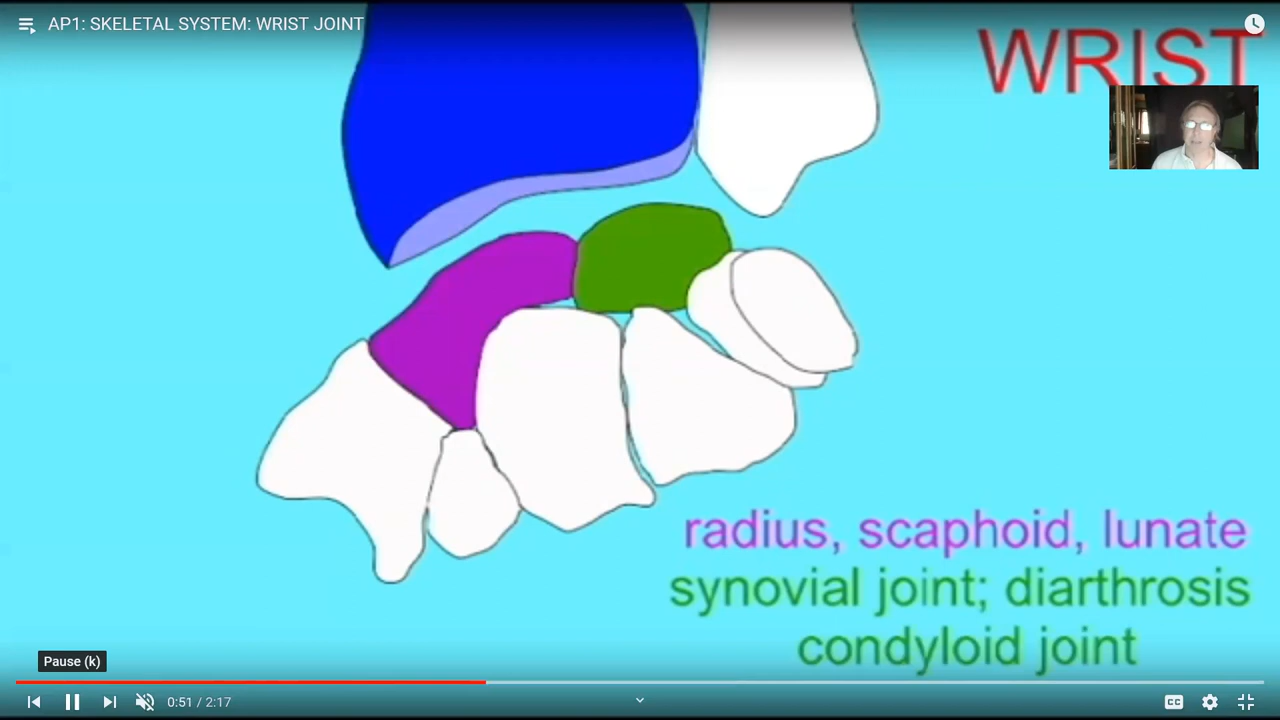 AP1: SKELETAL SYSTEM: WRIST JOINT
WRIST
radius, scaphoid, lunate
synovial joint; diarthrosis
condyloid joint
Pause (k)
0:51 / 2:17
CC